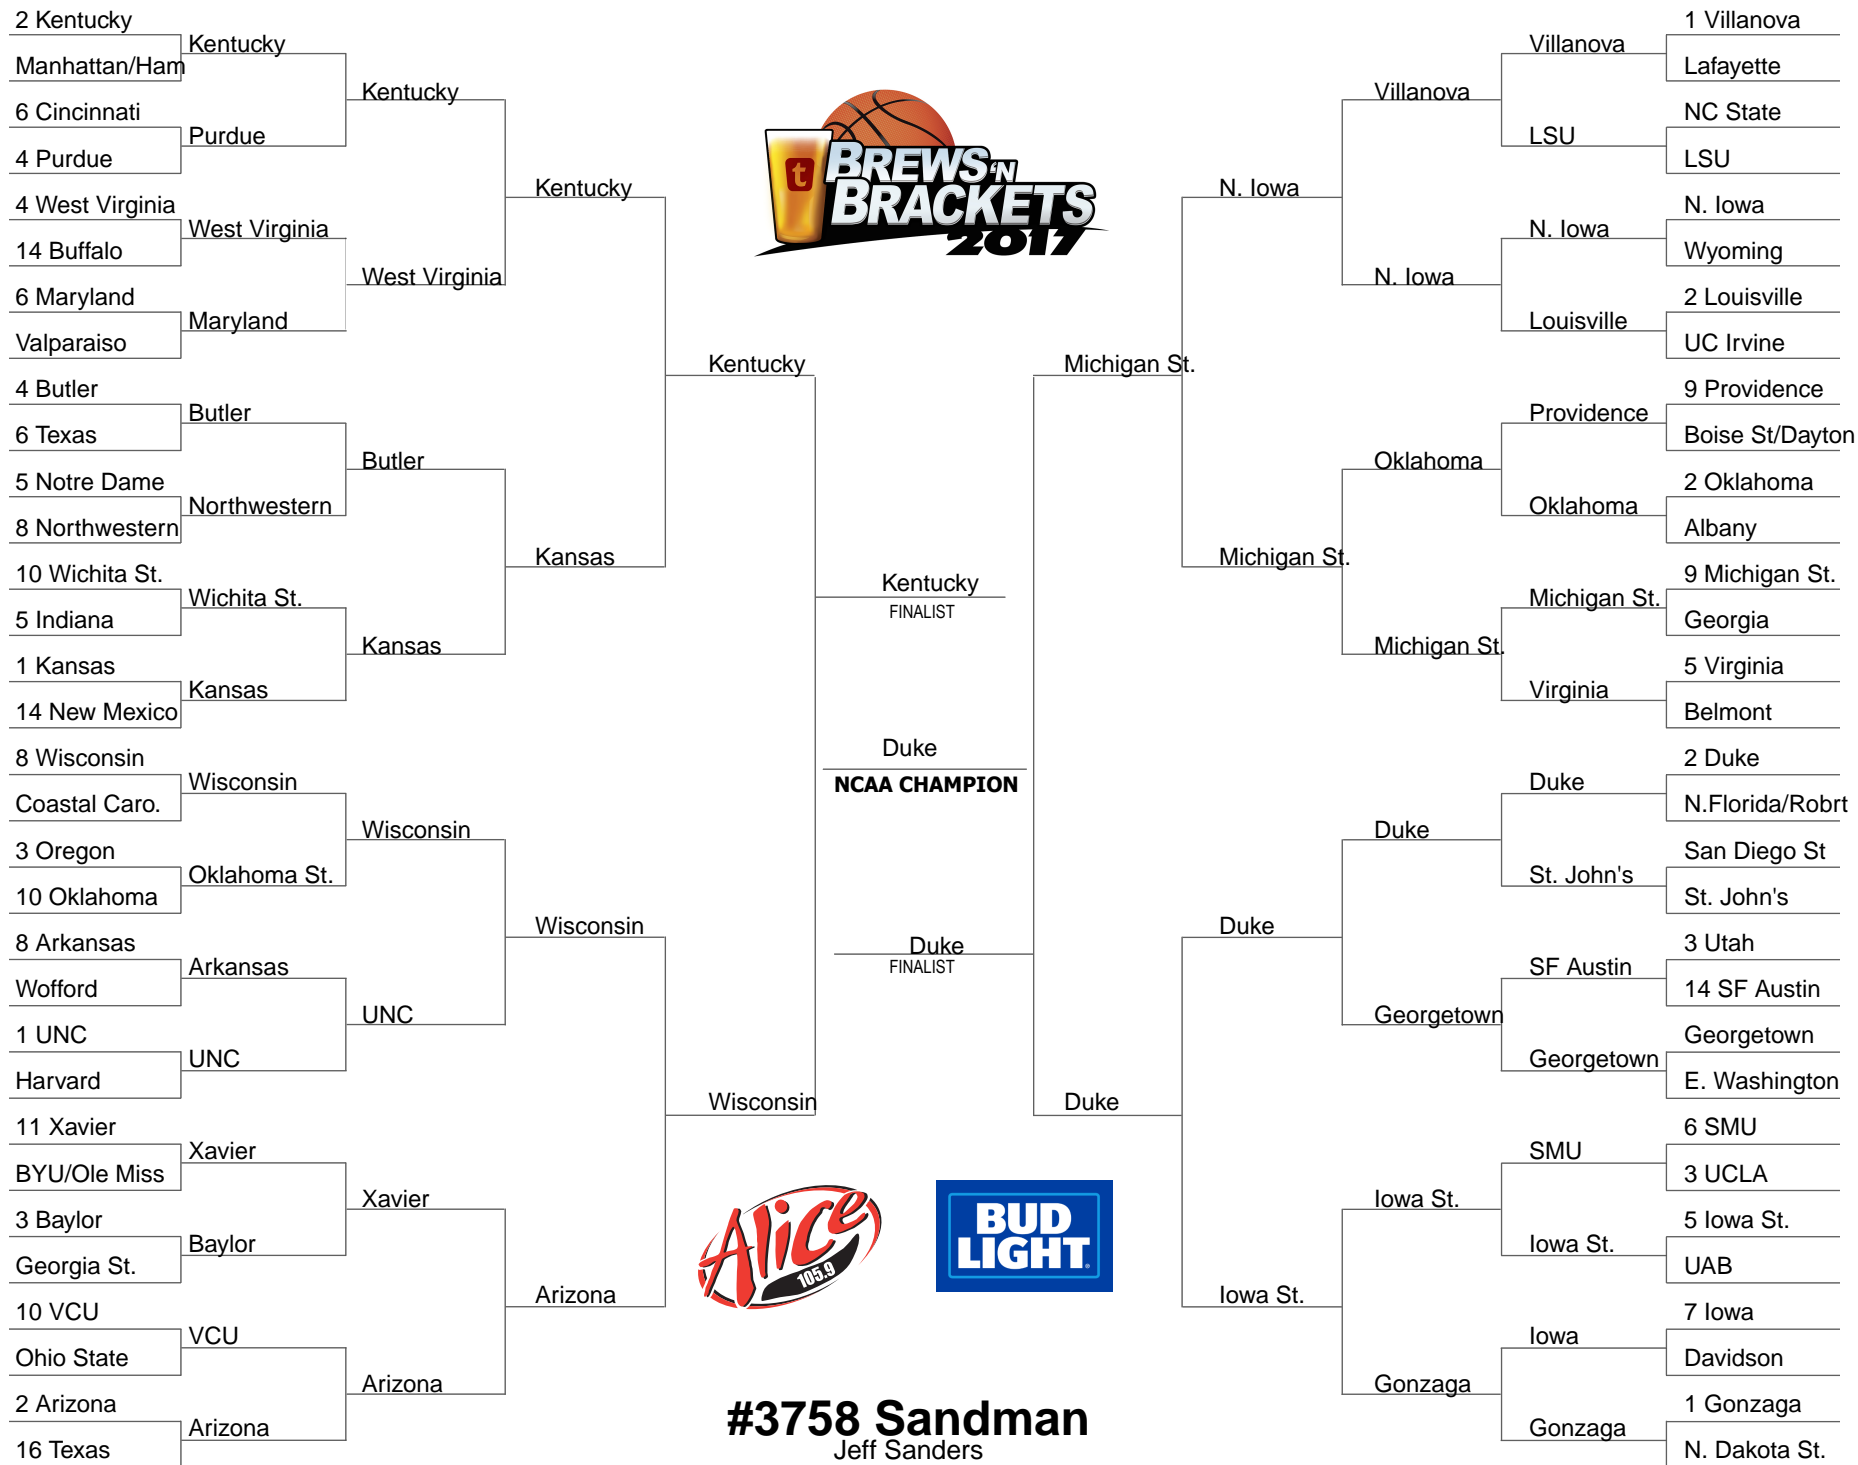 2 Kentucky
Manhattan/Ham
6 Cincinnati
4 Purdue
4 West Virginia
14 Buffalo
6 Maryland
Valparaiso
4 Butler
6 Texas
5 Notre Dame
8 Northwestern
10 Wichita St.
5 Indiana
1 Kansas
14 New Mexico
8 Wisconsin
Coastal Caro.
3 Oregon
10 Oklahoma
8 Arkansas
Wofford
1 UNC
Harvard
11 Xavier
BYU/Ole Miss
3 Baylor
Georgia St.
10 VCU
Ohio State
2 Arizona
16 Texas
Kentucky
Purdue
West Virginia
Maryland
Butler
Northwestern
Wichita St.
Kansas
Wisconsin
Oklahoma St.
Arkansas
UNC
Xavier
Baylor
VCU
Arizona
Kentucky
West Virginia
Butler
Kansas
Wisconsin
UNC
Xavier
Arizona
Kentucky
Kansas
Wisconsin
Arizona
Kentucky
Wisconsin
t
BREWS 'N
BRACKETS
2017
Kentucky
FINALIST
Duke
NCAA CHAMPION
Duke
FINALIST
Alice
105.9
BUD
LIGHT
#3758 Sandman
Jeff Sanders
Michigan St.
Duke
N. Iowa
Michigan St.
Duke
Iowa St.
Villanova
N. Iowa
Oklahoma
Michigan St.
Duke
Georgetown
Iowa St.
Gonzaga
Villanova
LSU
N. Iowa
Louisville
Providence
Oklahoma
Michigan St.
Virginia
Duke
St. John's
SF Austin
Georgetown
SMU
Iowa St.
Iowa
Gonzaga
1 Villanova
Lafayette
NC State
LSU
N. Iowa
Wyoming
2 Louisville
UC Irvine
9 Providence
Boise St/Dayton
2 Oklahoma
Albany
9 Michigan St.
Georgia
5 Virginia
Belmont
2 Duke
N.Florida/Robrt
San Diego St
St. John's
3 Utah
14 SF Austin
Georgetown
E. Washington
6 SMU
3 UCLA
5 Iowa St.
UAB
7 Iowa
Davidson
1 Gonzaga
N. Dakota St.